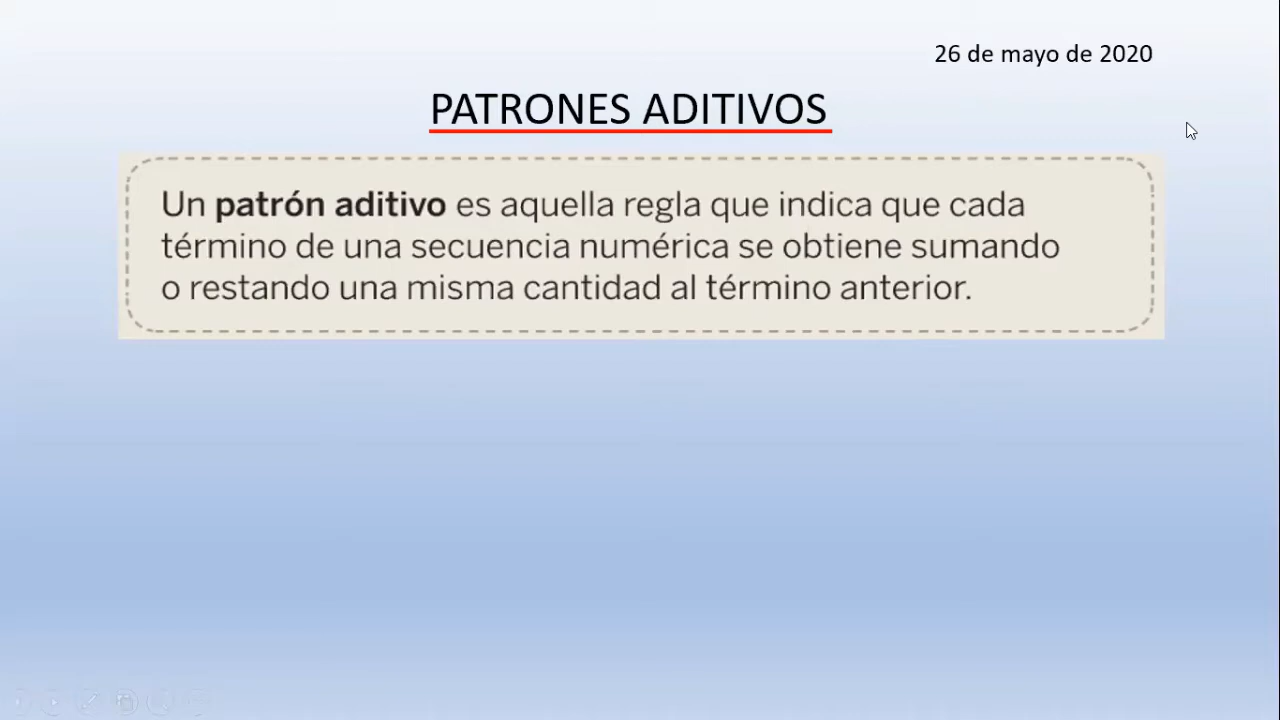 26 de mayo de 2020
PATRONES ADITIVOS
Un patrón aditivo es aquella regla que indica que cada
término de una secuencia numérica se obtiene sumando
o restando una misma cantidad al término anterior.